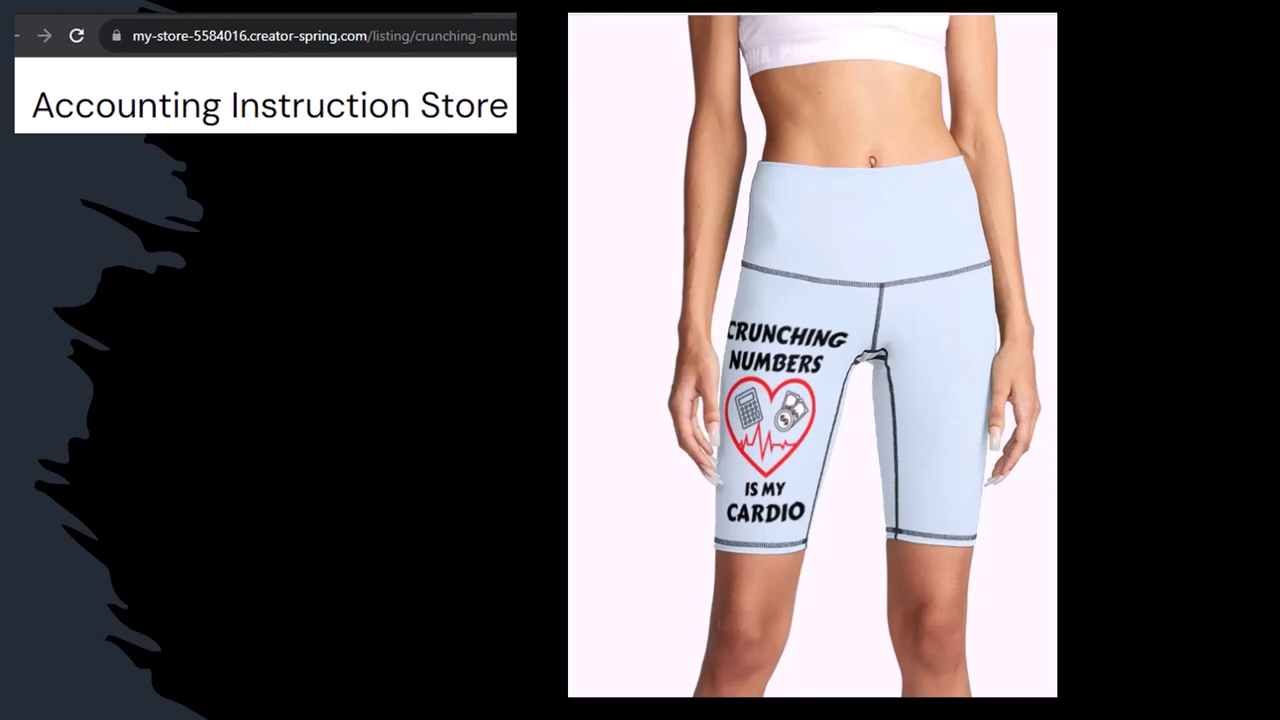 my-store-5584016.creator-spring.com/listing/crunching-numb
Accounting Instruction Store
CRUNCHING
NUMBERS
IS MY
CARDIO